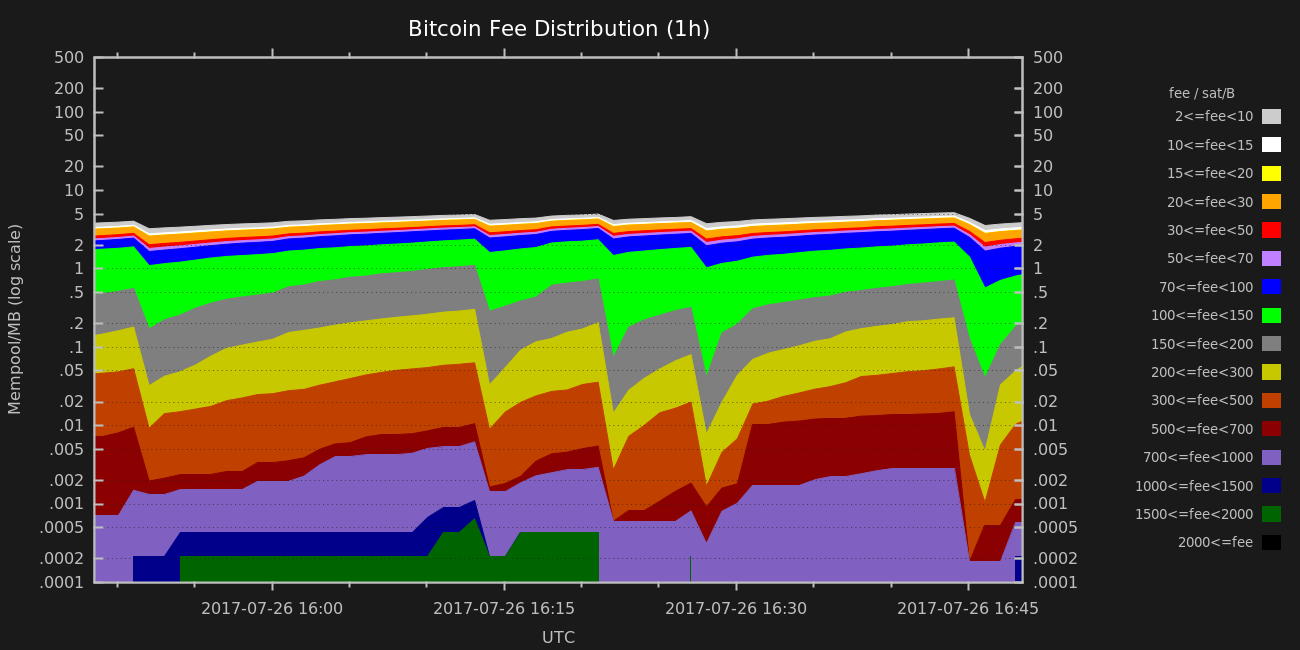 Bitcoin Fee Distribution (1h)
500 500
200 200
100 100
50 50
20 20
10 10
5 5
2 2
1 1
.5 .5
.2 .2
.1 .1
.05 .05
.02 .02
.01 .01
.005 .005
.002 .002
.001 .001
.0005 .0005
.0002 .0002
.0001 .0001
Mempool/MB (log scale)
2017-07-26 16:00 2017-07-26 16:15 2017-07-26 16:30 2017-07-26 16:45
UTC
fee / sat/B
2<=fee<10
10<=fee<15
15<=fee<20
20<=fee<30
30<=fee<50
50<=fee<70
70<=fee<100
100<=fee<150
150<=fee<200
200<=fee<300
300<=fee<500
500<=fee<700
700<=fee<1000
1000<=fee<1500
1500<=fee<2000
2000<=fee